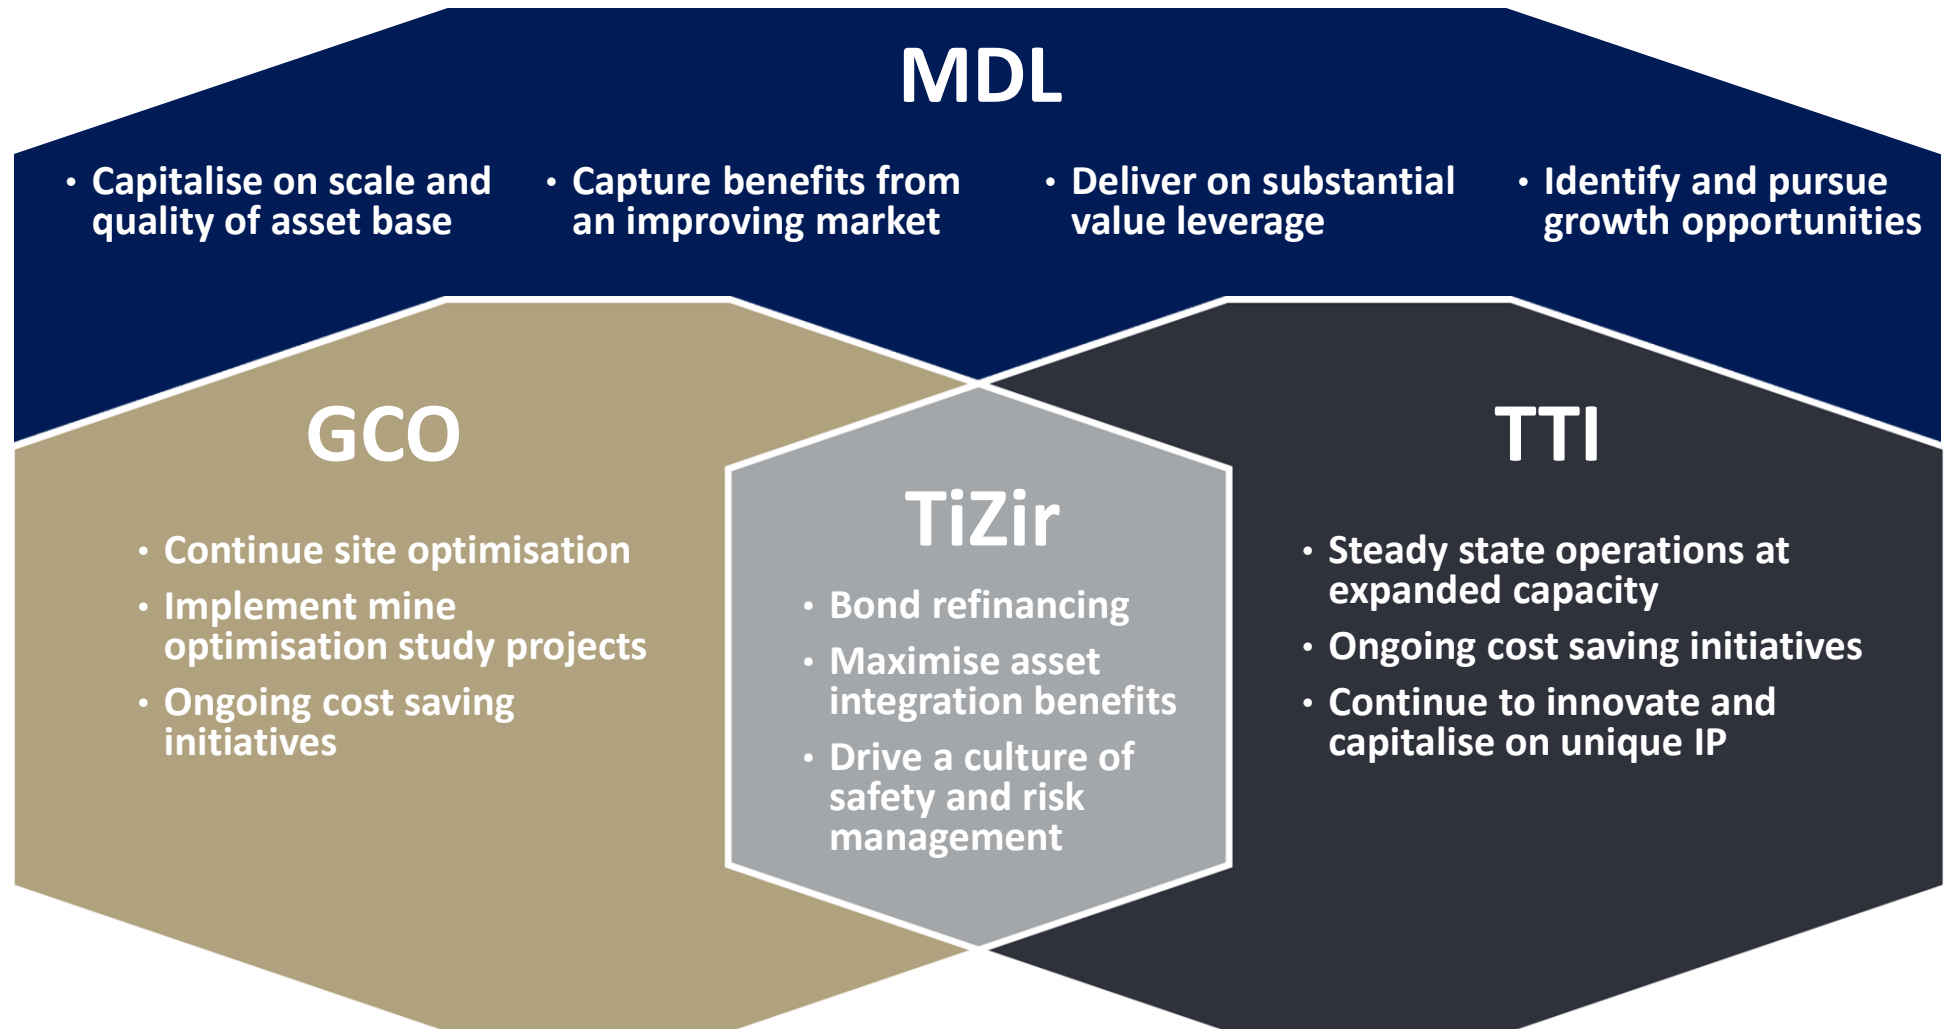 MDL
• Capitalise on scale and
quality of asset base
• Capture benefits from
an improving market
• Deliver on substantial
value leverage
• Identify and pursue
growth opportunities
GCO
• Continue site optimisation
• Implement mine
optimisation study projects
• Ongoing cost saving
initiatives
TiZir
• Bond refinancing
• Maximise asset
integration benefits
• Drive a culture of
safety and risk
management
TTI
• Steady state operations at
expanded capacity
• Ongoing cost saving initiatives
• Continue to innovate and
capitalise on unique IP